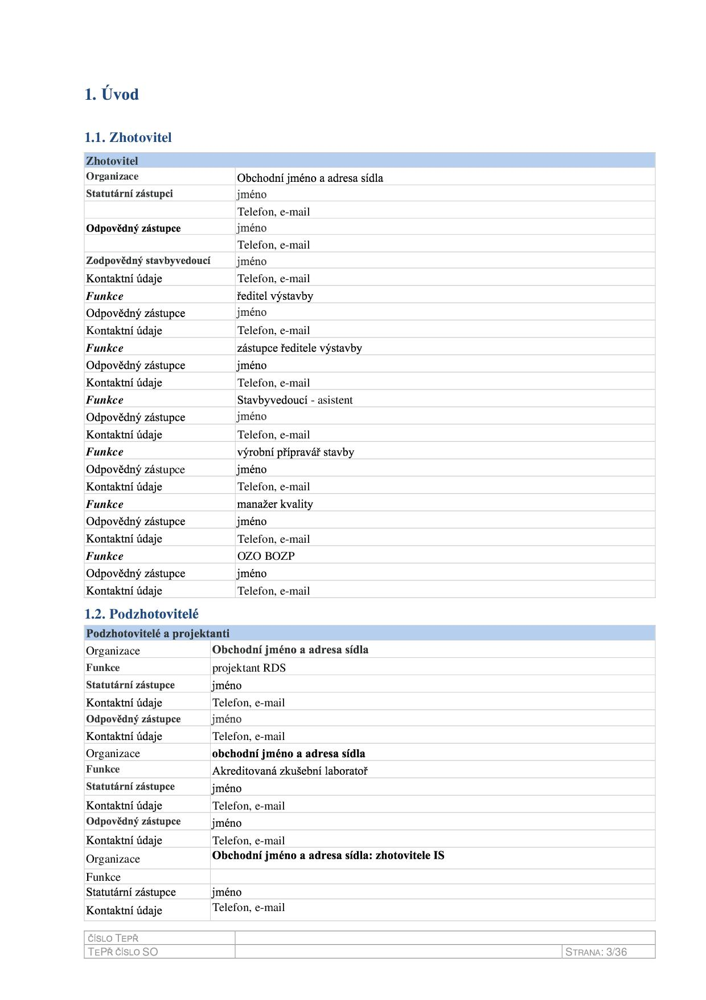 1. Úvod
1.1. Zhotovitel
Zhotovitel
Organizace Obchodní jméno a adresa sídla
Statutární zástupci jméno
Telefon, e-mail
Odpovědný zástupce jméno
Telefon, e-mail
Zodpovědný stavbyvedoucí jméno
Kontaktní údaje Telefon, e-mail
Funkce ředitel výstavby
Odpovědný zástupce jméno
Kontaktní údaje Telefon, e-mail
Funkce zástupce ředitele výstavby
Odpovědný zástupce jméno
Kontaktní údaje Telefon, e-mail
Funkce Stavbyvedoucí - asistent
Odpovědný zástupce jméno
Kontaktní údaje Telefon, e-mail
Funkce výrobní přípravář stavby
Odpovědný zástupce jméno
Kontaktní údaje Telefon, e-mail
Funkce manažer kvality
Odpovědný zástupce jméno
Kontaktní údaje Telefon, e-mail
Funkce OZO BOZP
Odpovědný zástupce jméno
Kontaktní údaje Telefon, e-mail
1.2. Podzhotovitelé
Podzhotovitelé a projektanti
Organizace Obchodní jméno a adresa sídla
Funkce projektant RDS
Statutární zástupce jméno
Kontaktní údaje Telefon, e-mail
Odpovědný zástupce jméno
Kontaktní údaje Telefon, e-mail
Organizace obchodní jméno a adresa sídla
Funkce Akreditovaná zkušební laboratoř
Statutární zástupce jméno
Kontaktní údaje Telefon, e-mail
Odpovědný zástupce jméno
Kontaktní údaje Telefon, e-mail
Organizace Obchodní jméno a adresa sídla: zhotovitele IS
Funkce
Statutární zástupce jméno
Kontaktní údaje Telefon, e-mail
ČÍSLO TEPŘ
TEPŘ ČÍSLO SO STRANA: 3/36